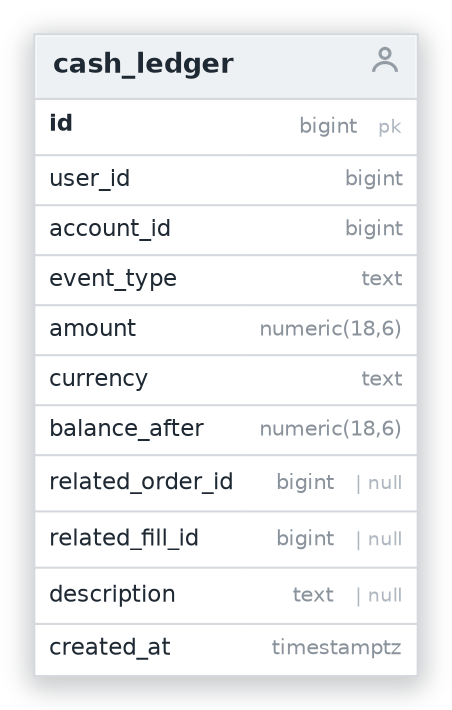 cash_ledger
id bigint pk
user_id bigint
account_id bigint
event_type text
amount numeric(18,6)
currency text
balance_after numeric(18,6)
related_order_id bigint | null
related_fill_id bigint | null
description text | null
created_at timestamptz